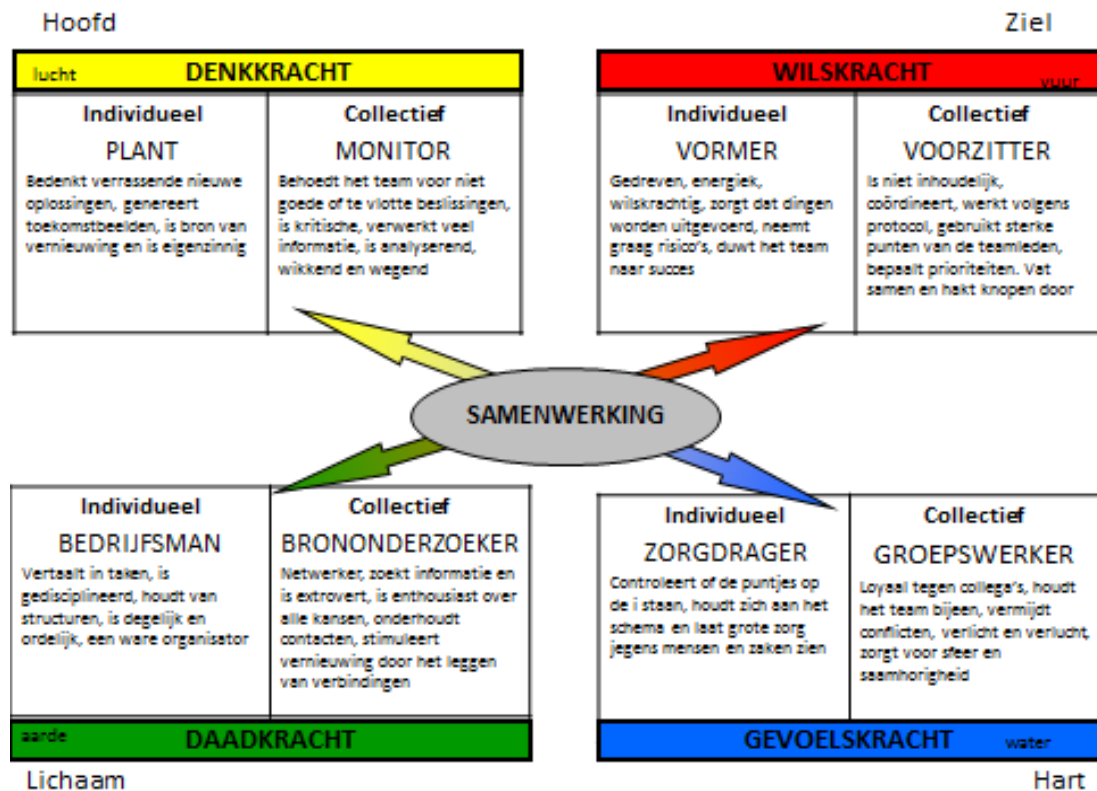 Hoofd
Ziel
lucht DENKKRACHT
Individueel
PLANT
Bedenkt verrassende nieuwe
oplossingen, genereert
toekomstbeelden, is bron van
vernieuwing en is eigenzinnig
Collectief
MONITOR
Behoedt het team voor niet
goede of te vlotte beslissingen,
is kritische, verwerkt veel
informatie, is analyserend,
wikkend en wegend
WILSKRACHT vuur
Individueel
VORMER
Gedreven, energiek,
wilskrachtig, zorgt dat dingen
worden uitgevoerd, neemt
graag risico's, duwt het team
naar succes
Collectief
VOORZITTER
Is niet inhoudelijk,
coördineert, werkt volgens
protocol, gebruikt sterke
punten van de teamleden,
bepaalt prioriteiten. Vat
samen en hakt knopen door
SAMENWERKING
Individueel
BEDRIJFSMAN
Vertaalt in taken, is
gedisciplineerd, houdt van
structuren, is degelijk en
ordelijk, een ware organisator
Collectief
BRONONDERZOEKER
Netwerker, zoekt informatie en
is extrovert, is enthousiast over
alle kansen, onderhoudt
contacten, stimuleert
vernieuwing door het leggen
van verbindingen
aarde DAADKRACHT
Individueel
ZORGDRAGER
Controleert of de puntjes op
de i staan, houdt zich aan het
schema en laat grote zorg
jegens mensen en zaken zien
Collectief
GROEPSWERKER
Loyaal tegen collega's, houdt
het team bijeen, vermijdt
conflicten, verlicht en verlucht,
zorgt voor sfeer en
saamhorigheid
GEVOELSKRACHT water
Lichaam
Hart